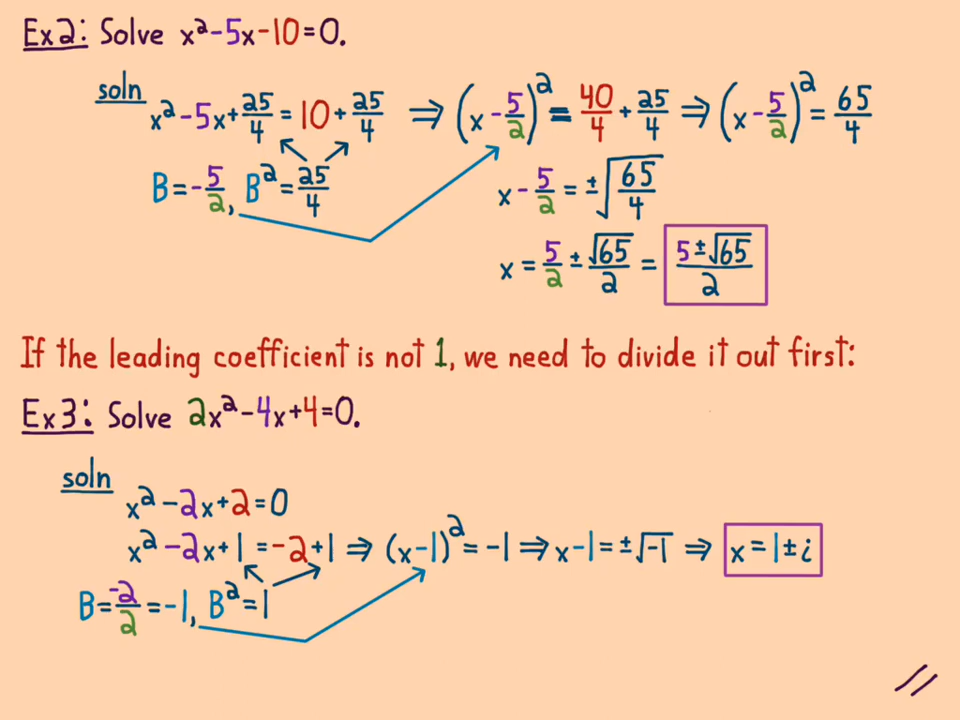 Ex2: Solve x²-5x-10=0.
soln
x²-5x+25/4=10+25/4 ⇒ (x-5/2)²=40/4+25/4 ⇒ (x-5/2)²=65/4
B=-5/2, B²=25/4
x-5/2=±√(65/4)
x=5/2±√65/2=(5±√65)/2
If the leading coefficient is not 1, we need to divide it out first:
Ex3: Solve 2x²-4x+4=0.
soln
x²-2x+2=0
x²-2x+1=-2+1 ⇒ (x-1)²=-1 ⇒ x-1=±√-1 ⇒ x=1±i
B=-2/2=-1, B²=1